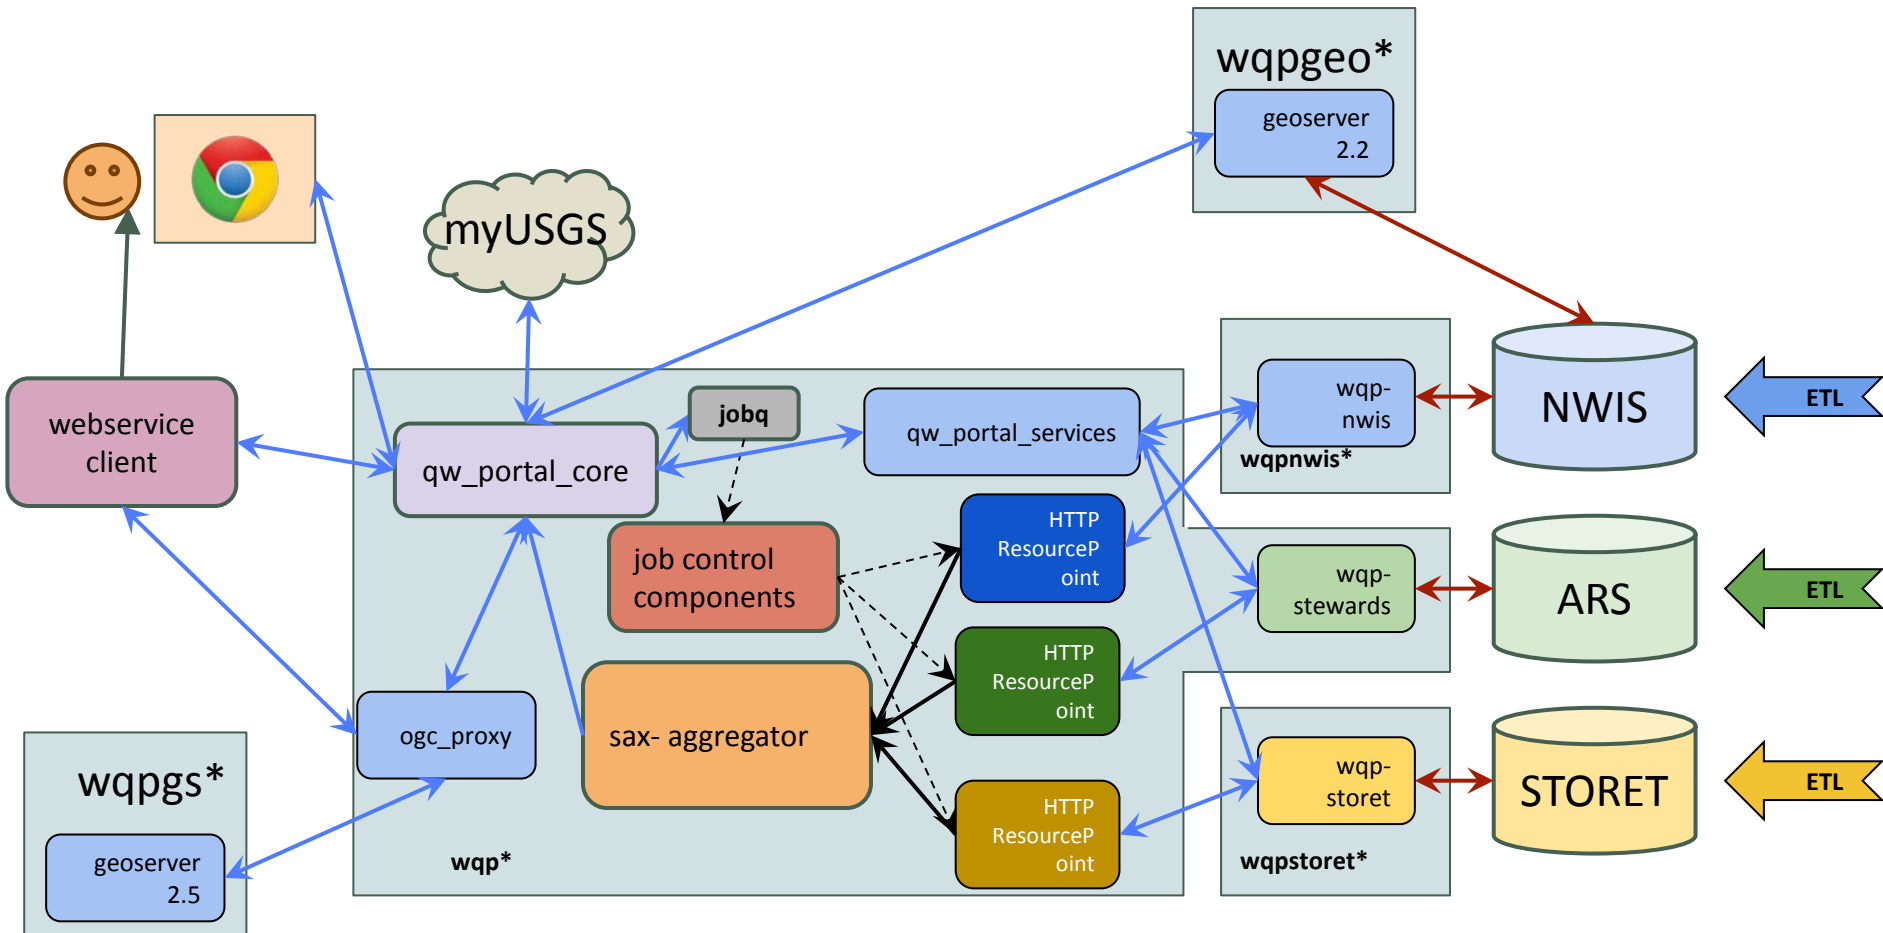 wqpgeo*
geoserver
2.2
myUSGS
webservice
client
jobq
qw_portal_core
qw_portal_services
wqp-
nwis
wqpnwis*
NWIS
ETL
job control
components
HTTP
ResourceP
oint
wqp-
stewards
ARS
ETL
HTTP
ResourceP
oint
ogc_proxy
sax- aggregator
wqp-
storet
wqpstoret*
STORET
ETL
HTTP
ResourceP
oint
wqp*
wqpgs*
geoserver
2.5